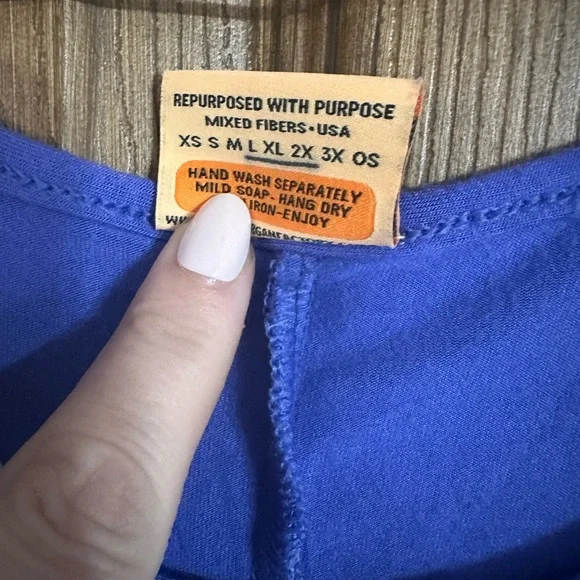 REPURPOSED WITH PURPOSE
MIXED FIBERS•USA
XS S M L XL 2X 3X OS
HAND WASH SEPARATELY
MILD SOAP- HANG DRY
IRON-ENJOY